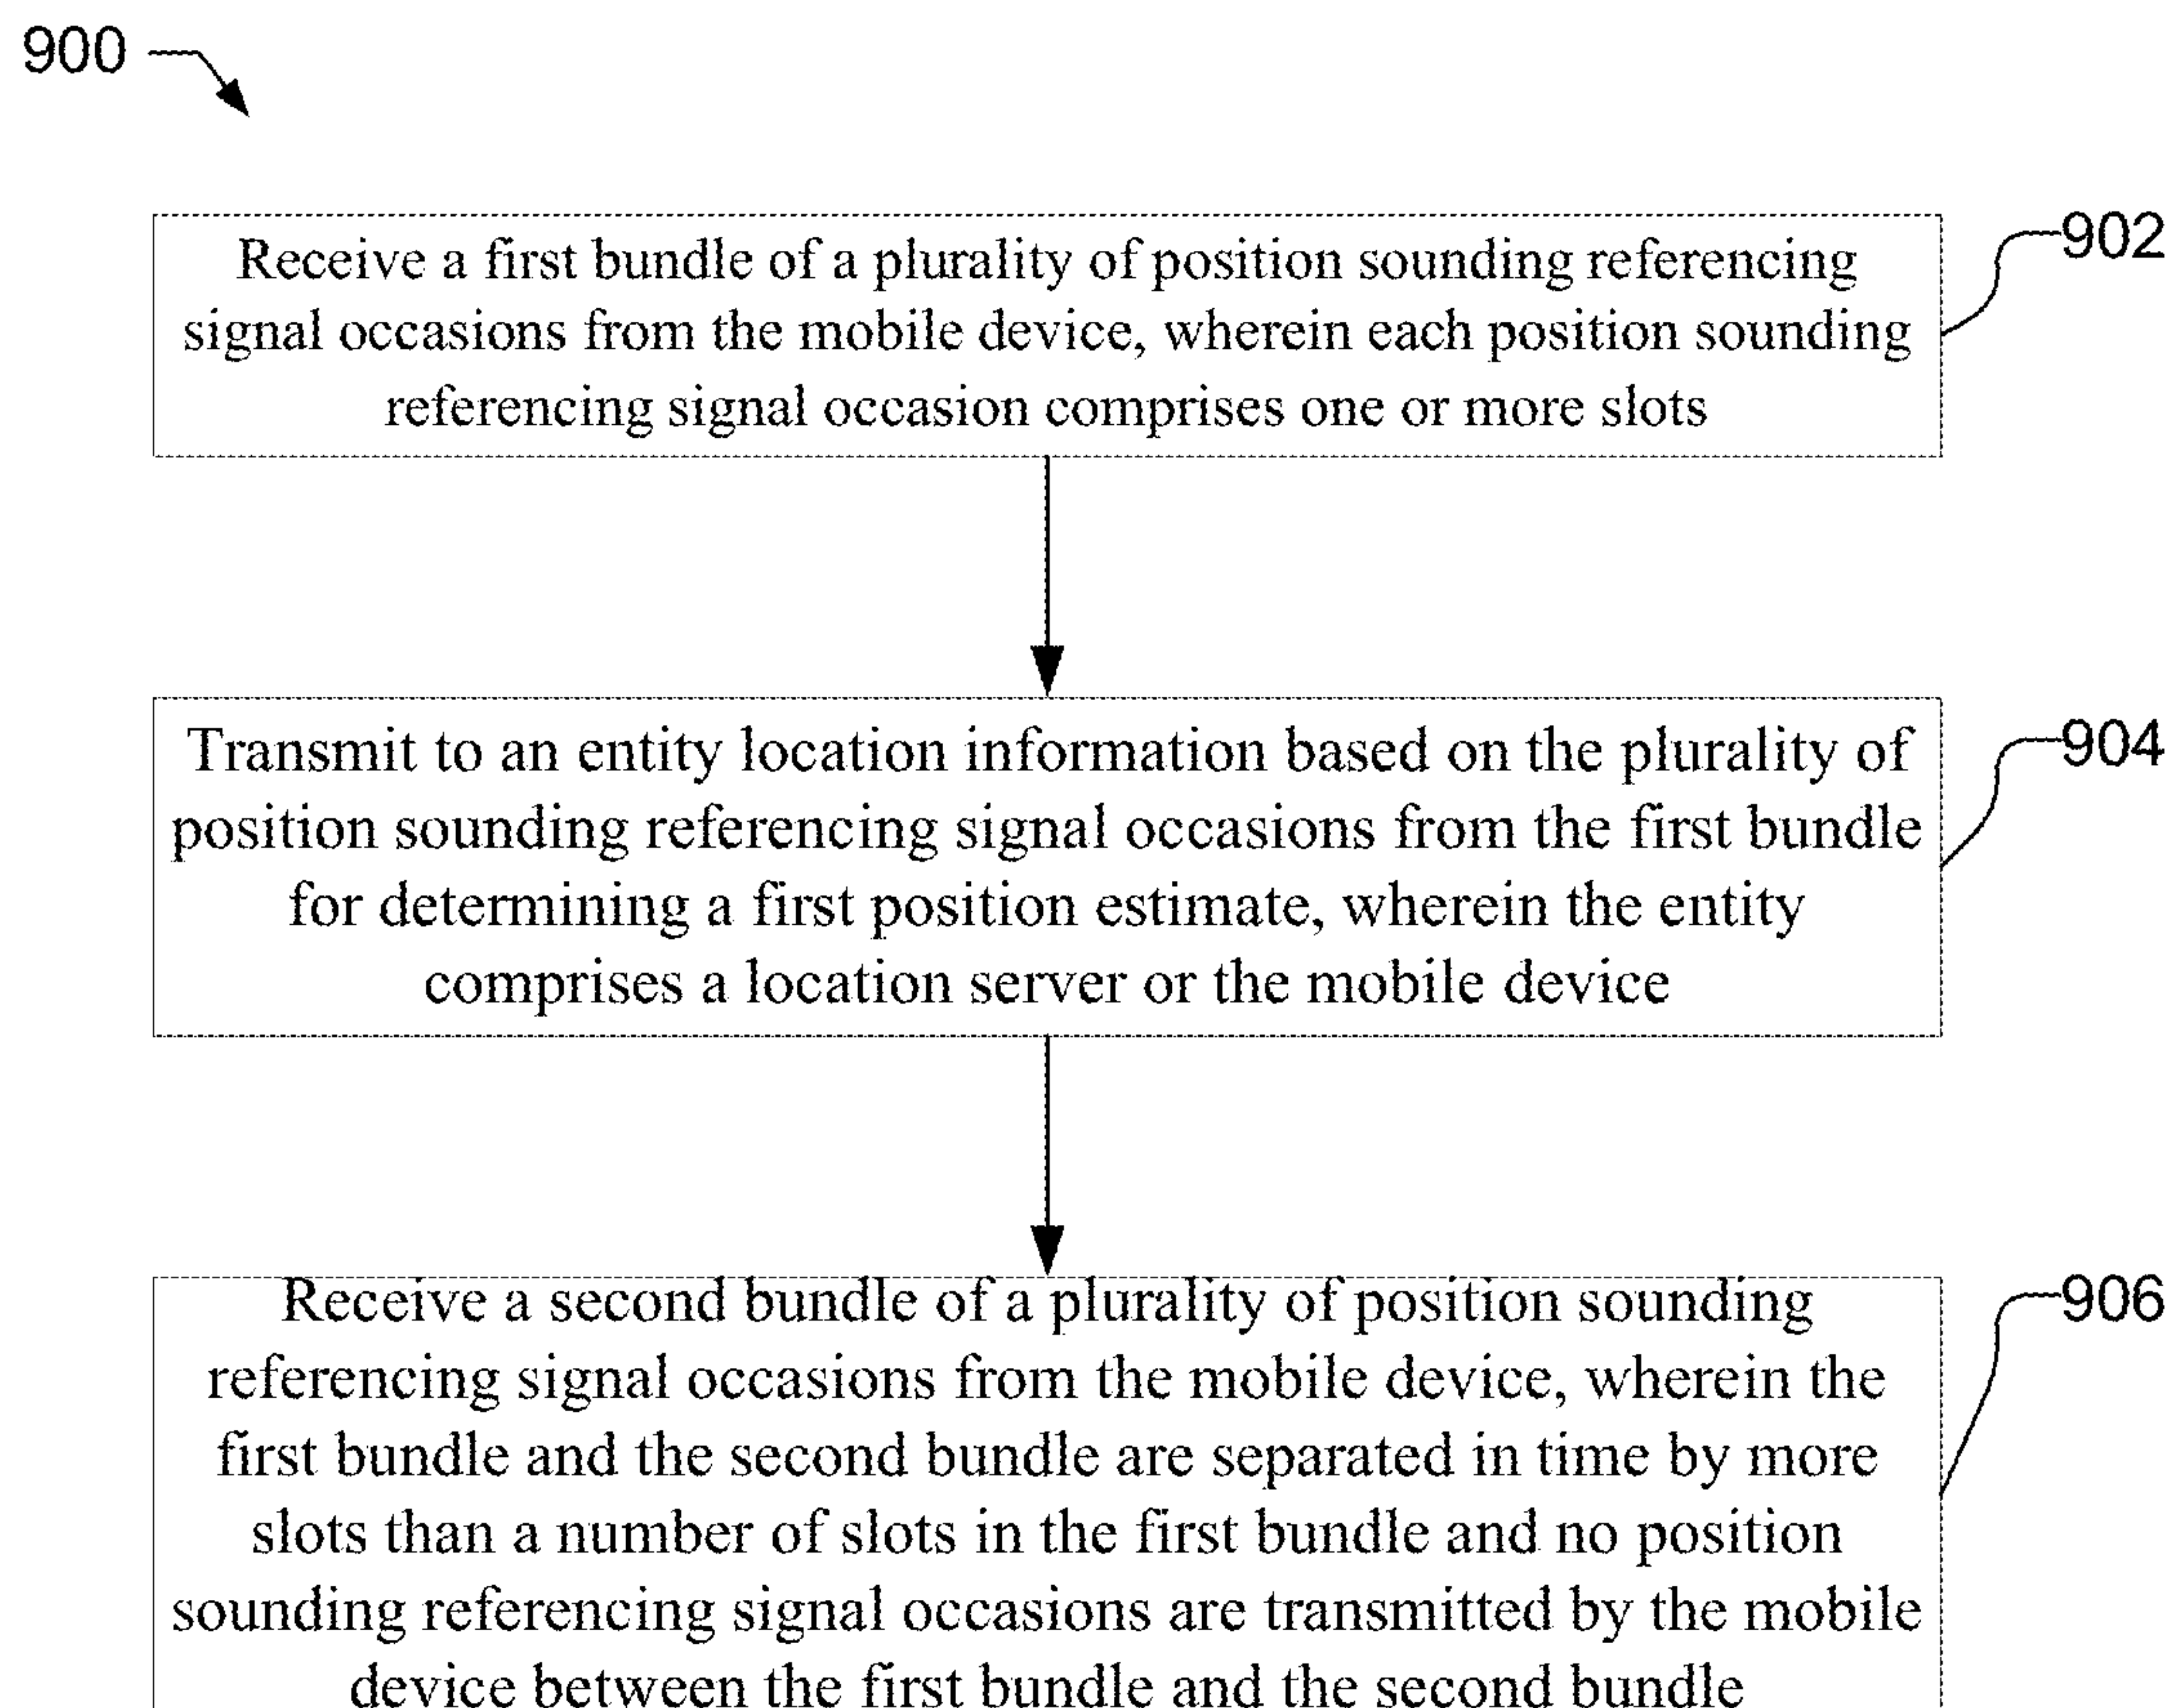 900
902
Receive a first bundle of a plurality of position sounding referencing
signal occasions from the mobile device, wherein each position sounding
referencing signal occasion comprises one or more slots
904
Transmit to an entity location information based on the plurality of
position sounding referencing signal occasions from the first bundle
for determining a first position estimate, wherein the entity
comprises a location server or the mobile device
906
Receive a second bundle of a plurality of position sounding
referencing signal occasions from the mobile device, wherein the
first bundle and the second bundle are separated in time by more
slots than a number of slots in the first bundle and no position
sounding referencing signal occasions are transmitted by the mobile
device between the first bundle and the second bundle